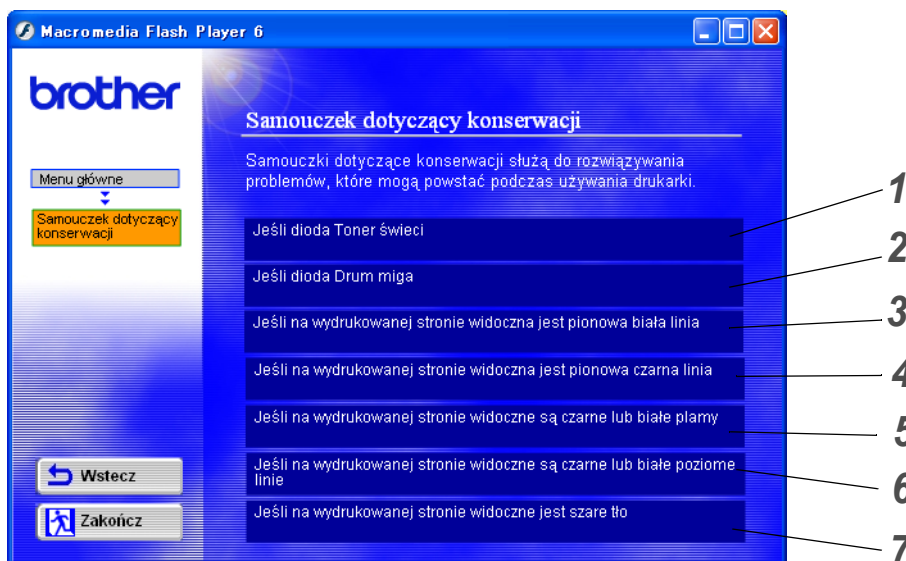 Macromedia Flash Player 6
brother
Menu główne
Samouczek dotyczący
konserwacji
Wstecz
Zakończ
Samouczek dotyczący konserwacji
Samouczki dotyczące konserwacji służą do rozwiązywania
problemów, które mogą powstać podczas używania drukarki.
Jeśli dioda Toner świeci
Jeśli dioda Drum miga
Jeśli na wydrukowanej stronie widoczna jest pionowa biała linia
Jeśli na wydrukowanej stronie widoczna jest pionowa czarna linia
Jeśli na wydrukowanej stronie widoczne są czarne lub białe plamy
Jeśli na wydrukowanej stronie widoczne są czarne lub białe poziome
linie
Jeśli na wydrukowanej stronie widoczne jest szare tło
1
2
3
4
5
6
7